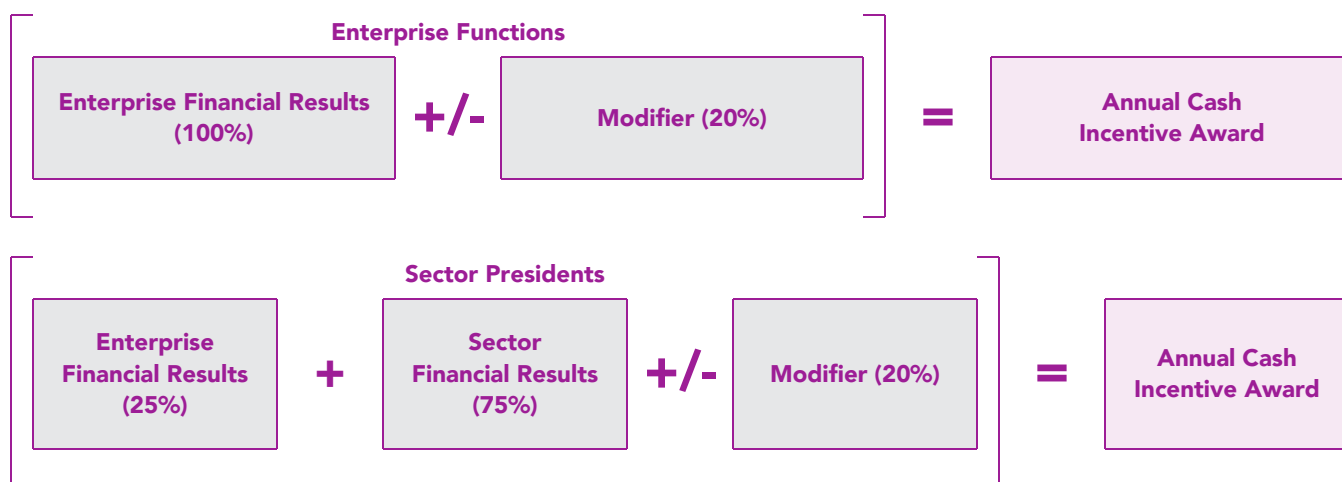 Enterprise Functions
Enterprise Financial Results
(100%)
+/-
Modifier (20%)
=
Annual Cash
Incentive Award
Sector Presidents
Enterprise
Financial Results
(25%)
+
Sector
Financial Results
(75%)
+/-
Modifier (20%)
=
Annual Cash
Incentive Award